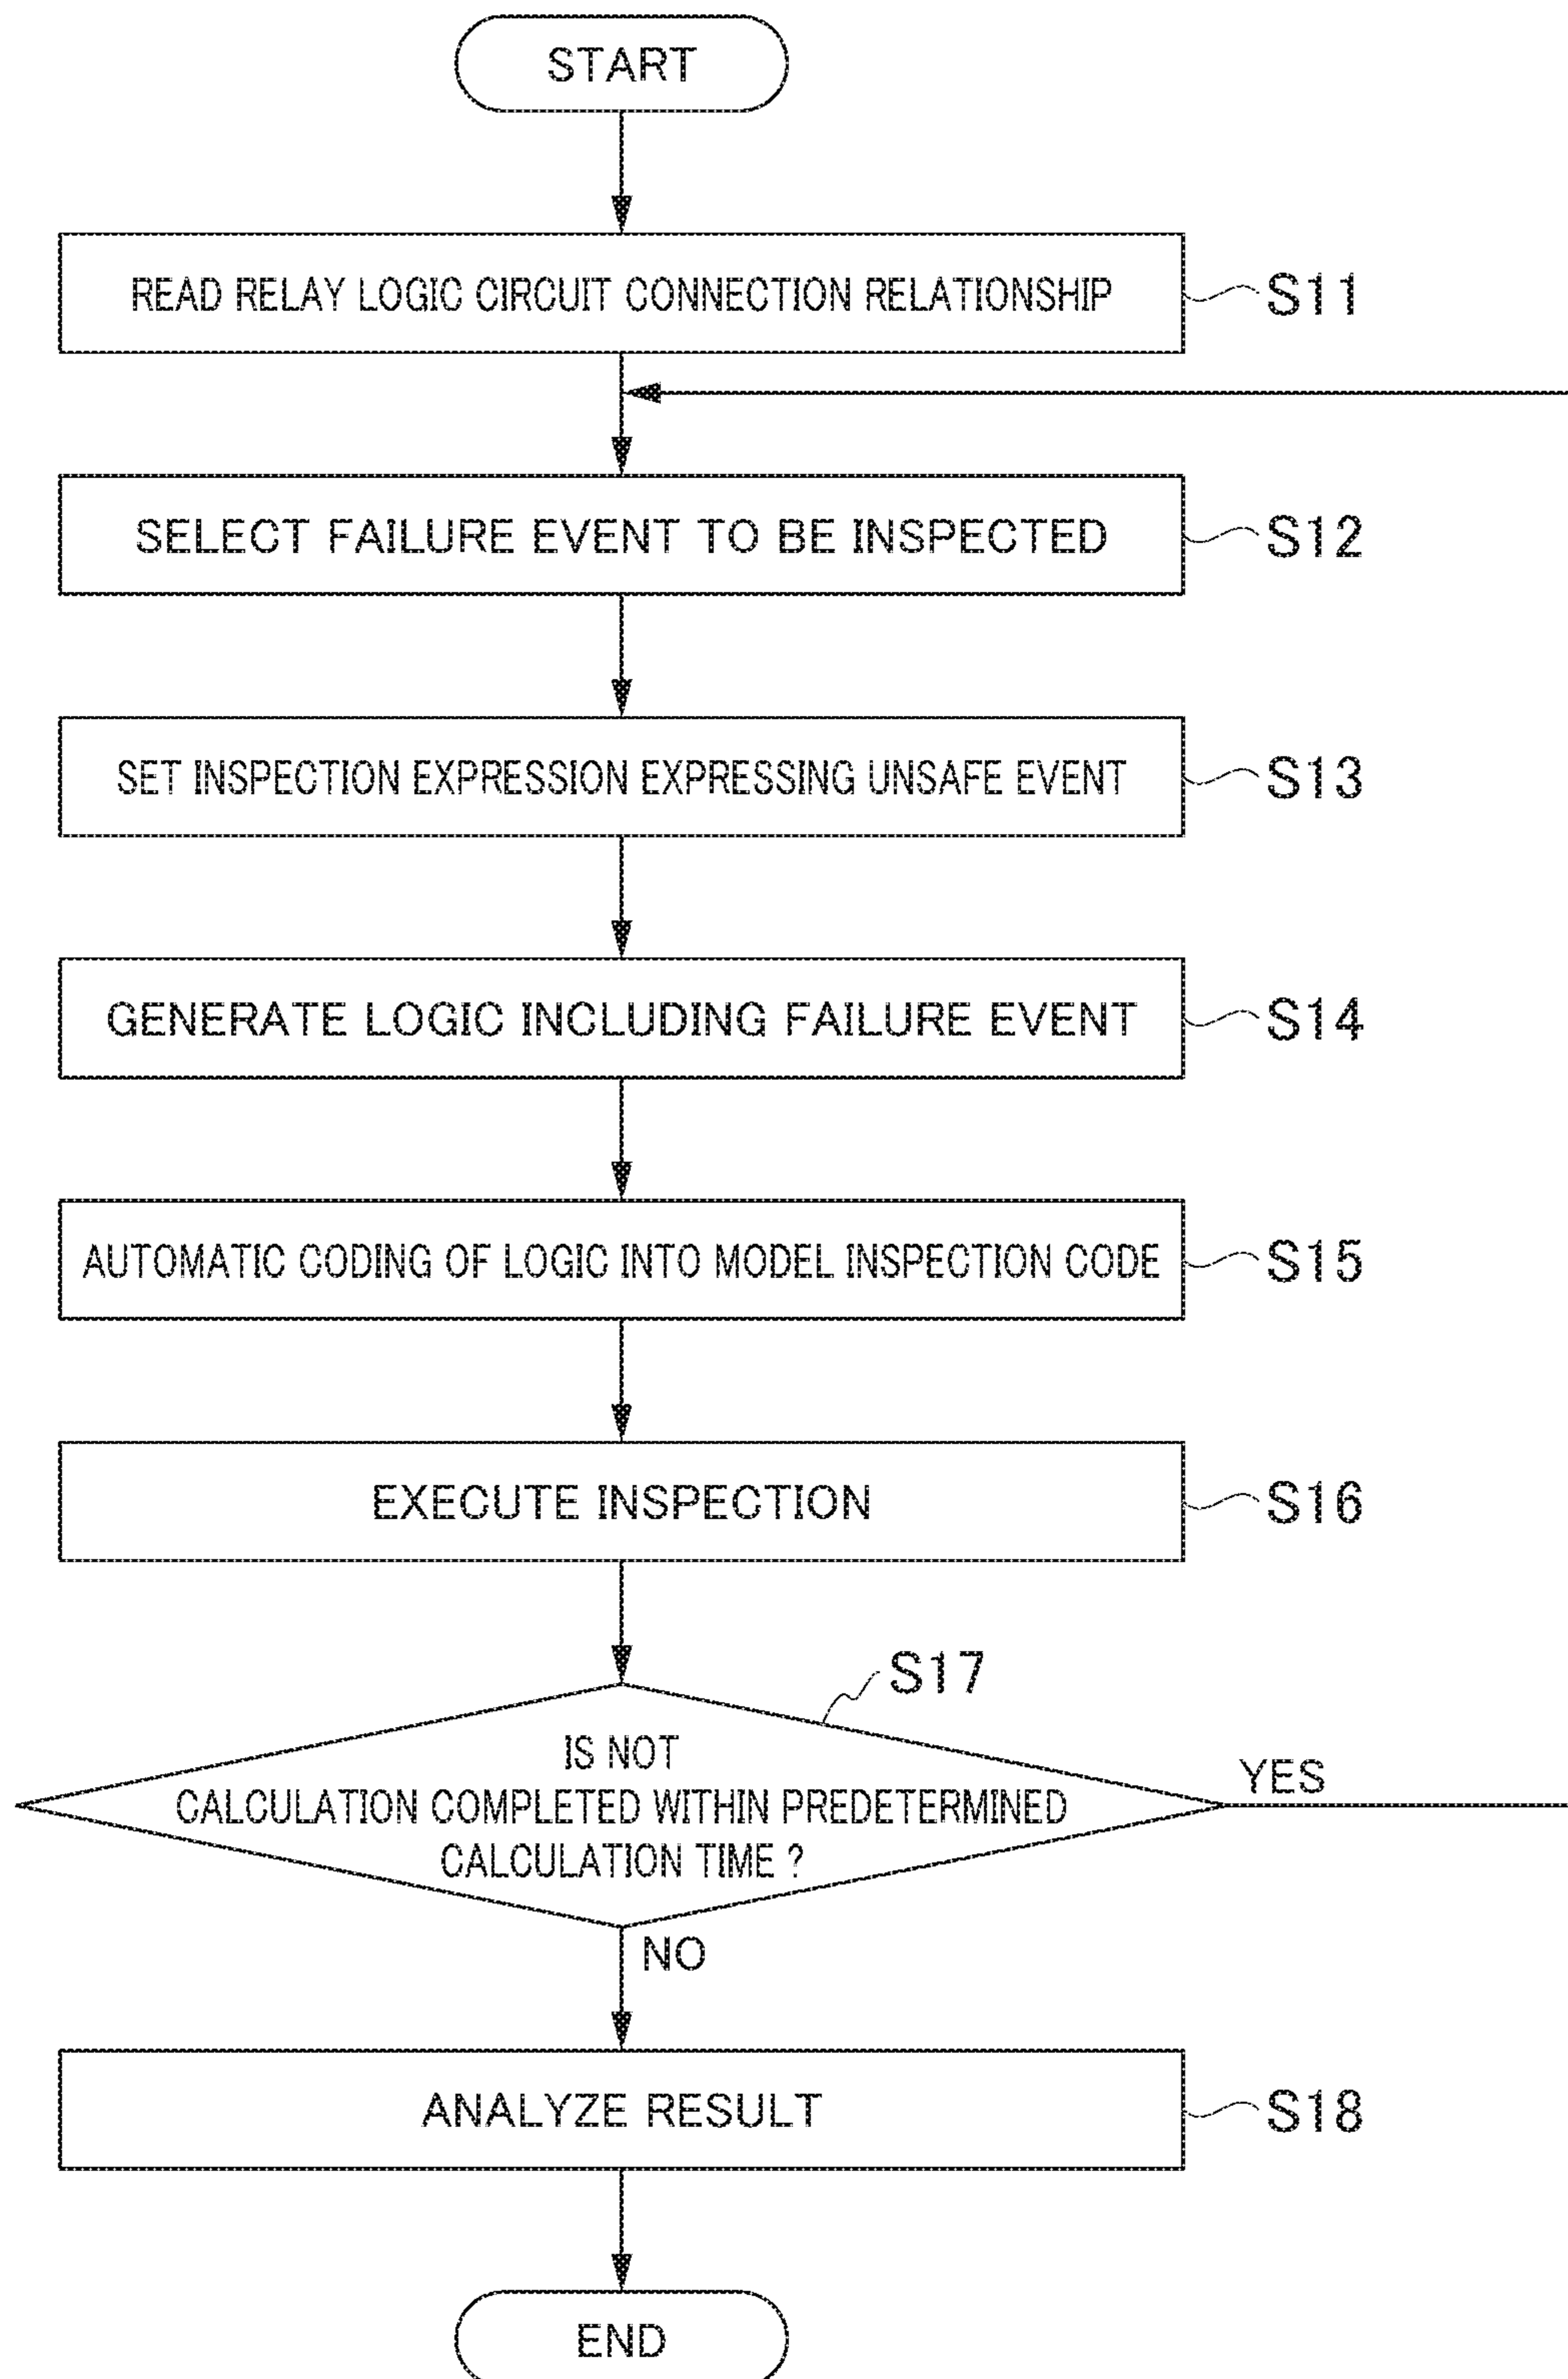 START
READ RELAY LOGIC CIRCUIT CONNECTION RELATIONSHIP
S11
SELECT FAILURE EVENT TO BE INSPECTED
S12
SET INSPECTION EXPRESSION EXPRESSING UNSAFE EVENT
S13
GENERATE LOGIC INCLUDING FAILURE EVENT
S14
AUTOMATIC CODING OF LOGIC INTO MODEL INSPECTION CODE
S15
EXECUTE INSPECTION
S16
S17
IS NOT
CALCULATION COMPLETED WITHIN PREDETERMINED
CALCULATION TIME ?
YES
NO
ANALYZE RESULT
S18
END